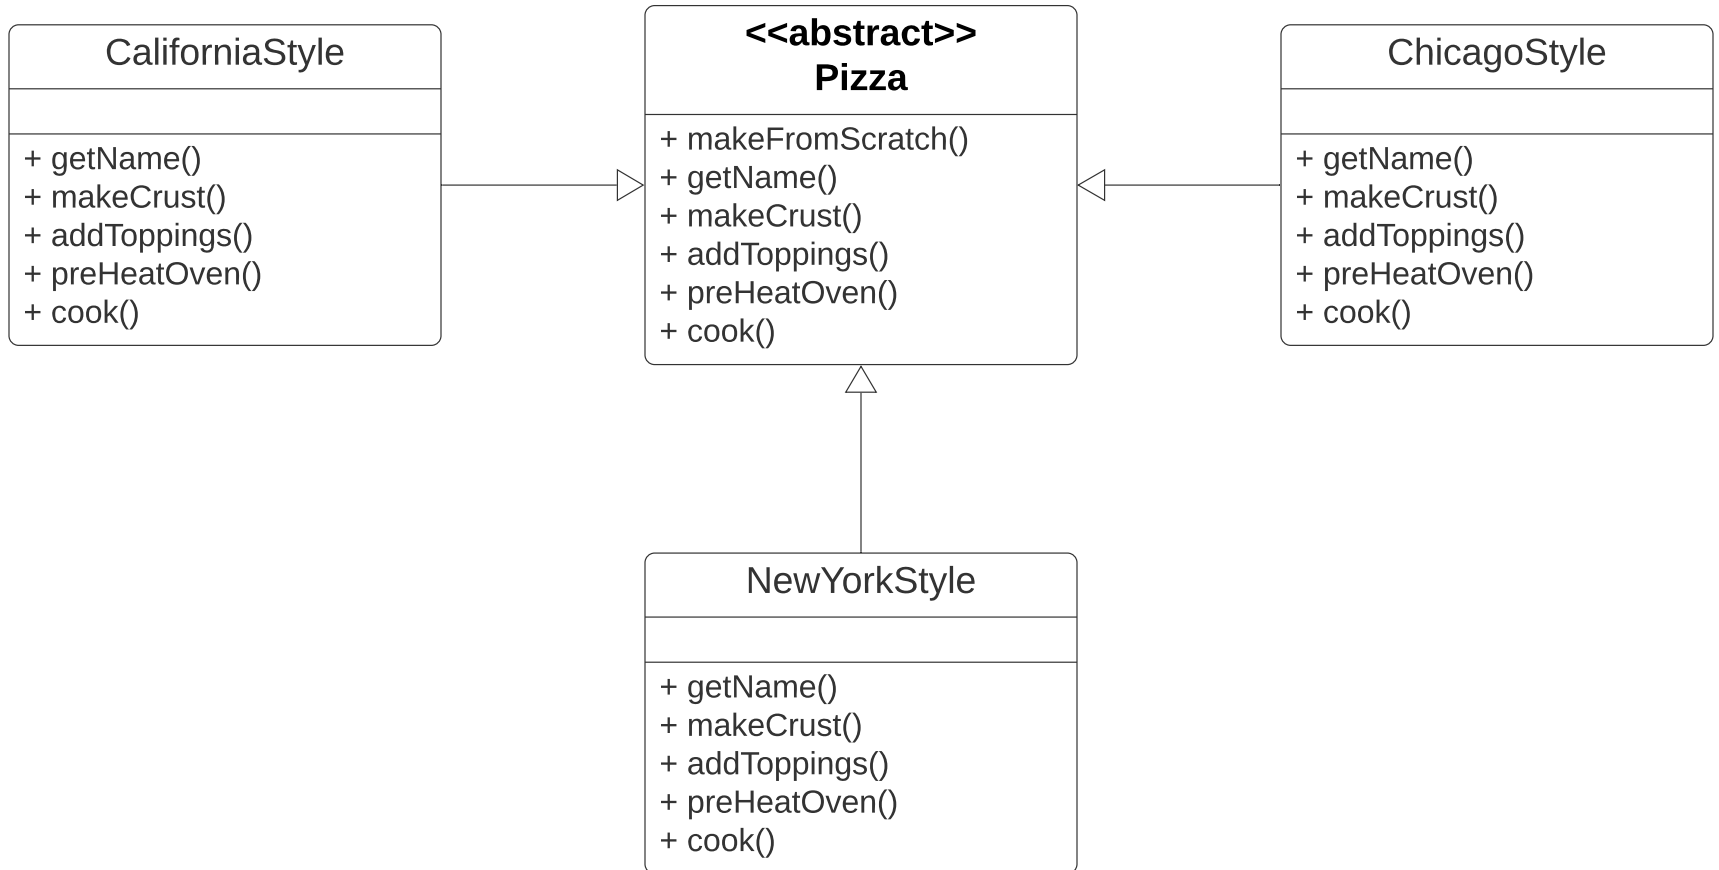 CaliforniaStyle
+ getName()
+ makeCrust()
+ addToppings()
+ preHeatOven()
+ cook()
<<abstract>>
Pizza
+ makeFromScratch()
+ getName()
+ makeCrust()
+ addToppings()
+ preHeatOven()
+ cook()
ChicagoStyle
+ getName()
+ makeCrust()
+ addToppings()
+ preHeatOven()
+ cook()
NewYorkStyle
+ getName()
+ makeCrust()
+ addToppings()
+ preHeatOven()
+ cook()